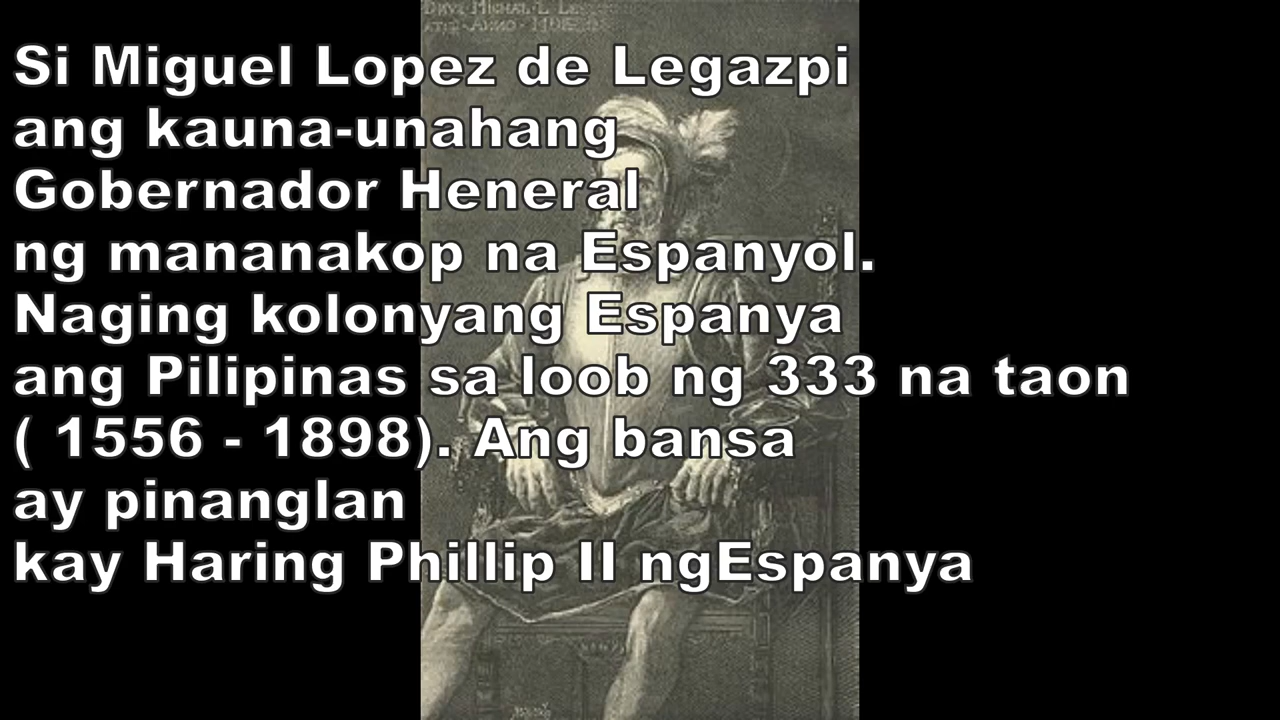 Si Miguel Lopez de Legazpi
ang kauna-unahang
Gobernador Heneral
ng mananakop na Espanyol.
Naging kolonyang Espanya
ang Pilipinas sa loob ng 333 na taon
( 1556 - 1898). Ang bansa
ay pinanglan
kay Haring Phillip II ngEspanya